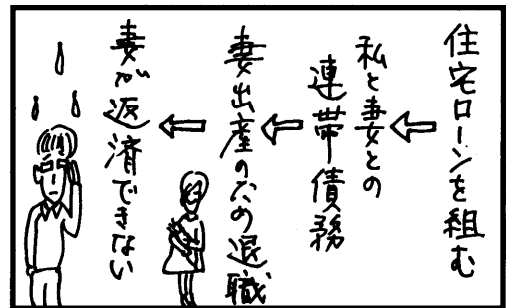 住宅ローンを組む
私と妻との
連帯債務
妻出産のため退職
妻が返済できない